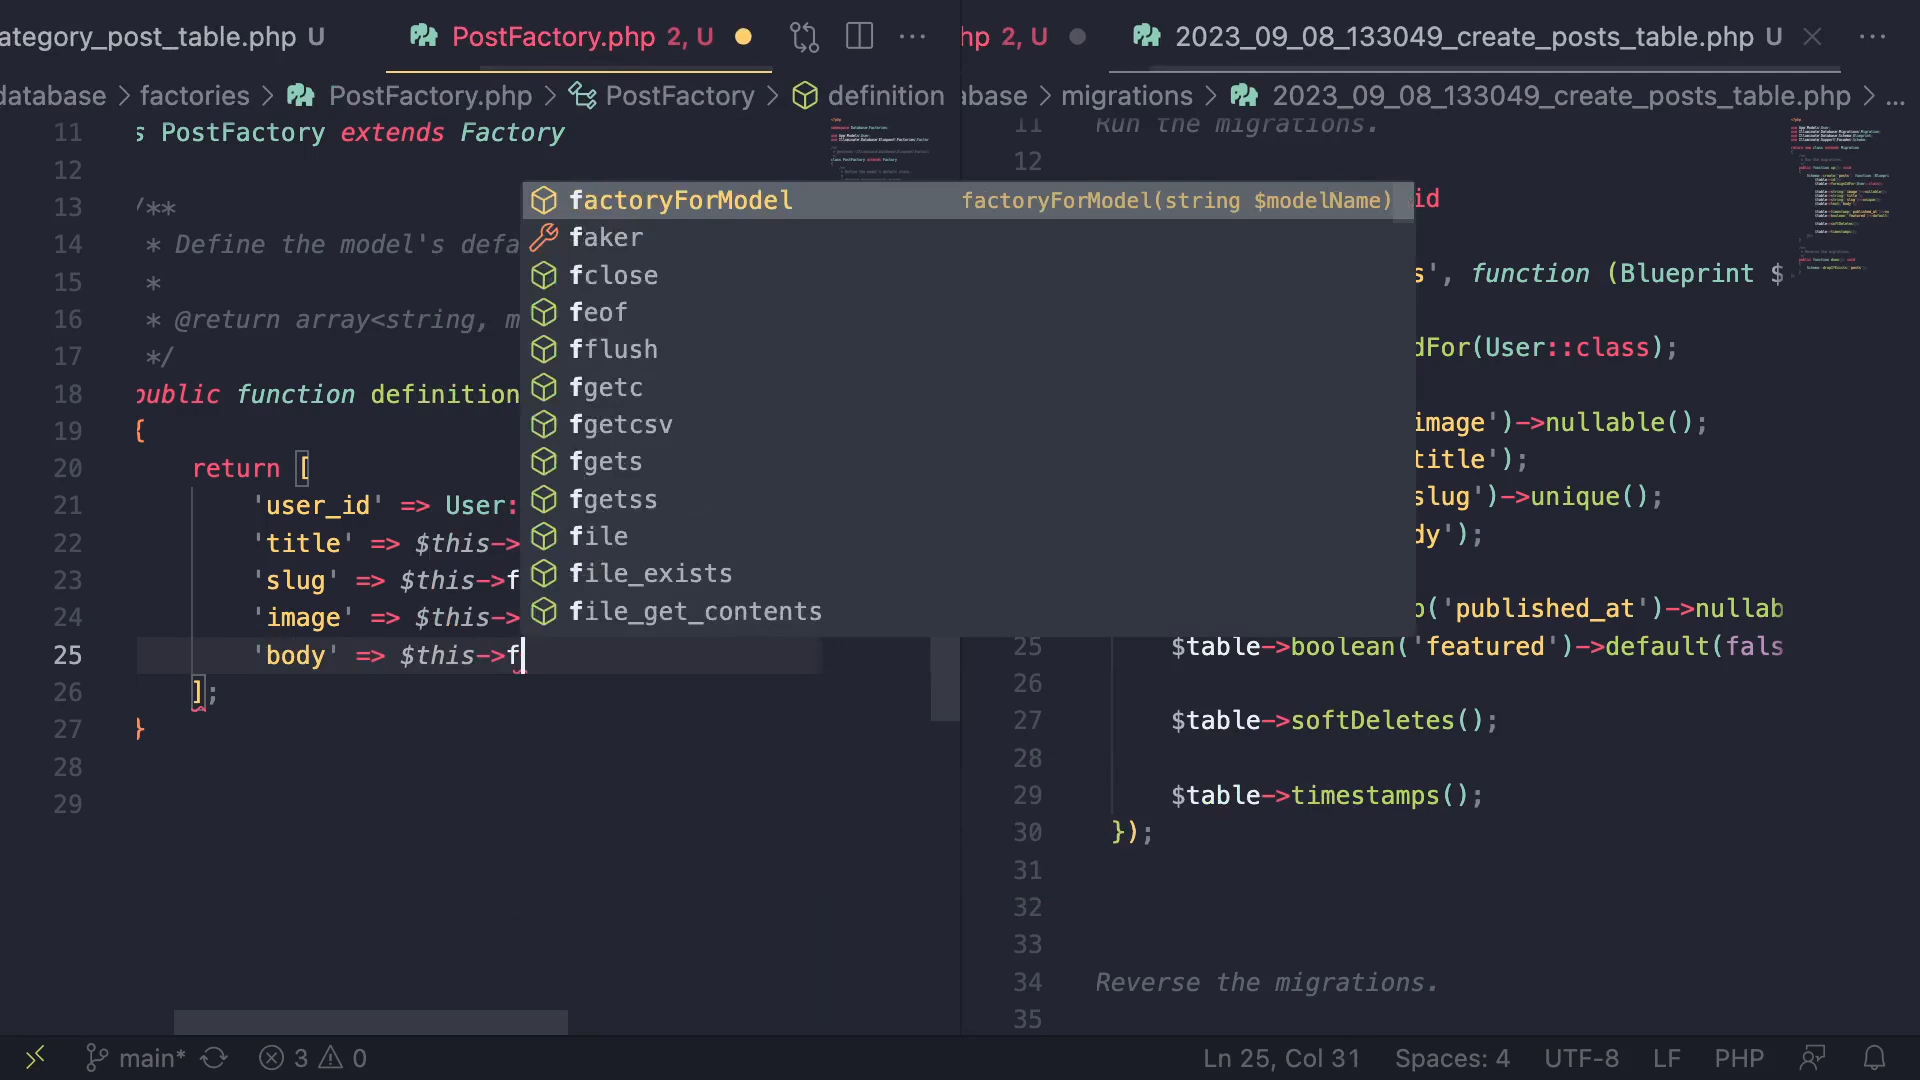 ategory_post_table.php U
PostFactory.php 2, U
hp 2, U
2023_09_08_133049_create_posts_table.php U
database > factories > PostFactory.php > PostFactory > definition
abase > migrations > 2023_09_08_133049_create_posts_table.php > ...
11 s PostFactory extends Factory
12
13 /**
14 * Define the model's defa
15 *
16 * @return array<string, m
17 */
18 public function definition
19 {
20 return [
21 'user_id' => User:
22 'title' => $this->
23 'slug' => $this->f
24 'image' => $this->
25 'body' => $this->f
26 ];
27 }
28
29
factoryForModel factoryForModel(string $modelName)
faker
fclose
feof
fflush
fgetc
fgetcsv
fgets
fgetss
file
file_exists
file_get_contents
11 Run the migrations.
12
id
s', function (Blueprint $
dFor(User::class);
image')->nullable();
title');
slug')->unique();
dy');
p('published_at')->nullab
25 $table->boolean('featured')->default(fals
26
27 $table->softDeletes();
28
29 $table->timestamps();
30 });
31
32
33
34 Reverse the migrations.
35
main* 3 0
Ln 25, Col 31 Spaces: 4 UTF-8 LF PHP